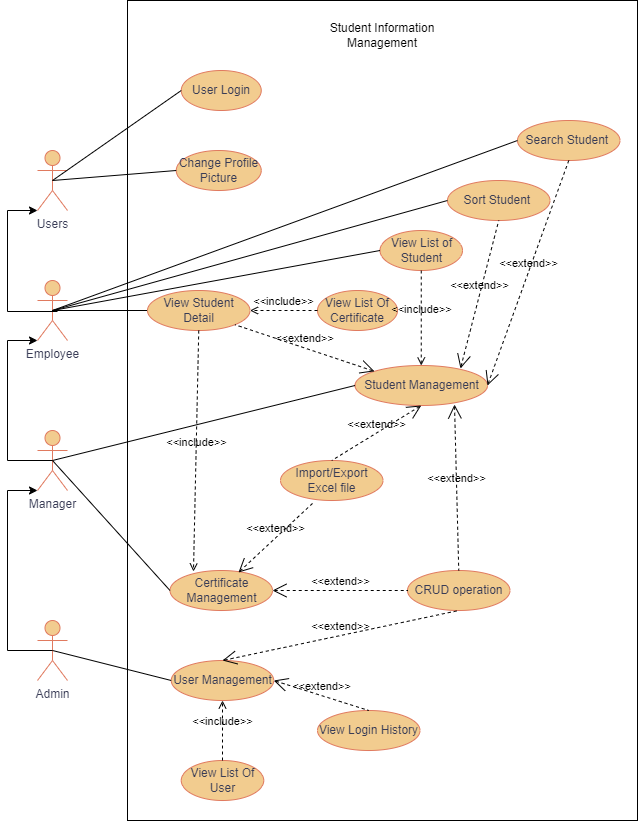 Student Information
Management
User Login
Change Profile
Picture
Search Student
Sort Student
Users
View List of
Student
<<extend>>
<<extend>>
View Student
Detail
<<include>>
View List Of
Certificate
<<include>>
<<extend>>
Employee
Student Management
<<extend>>
<<include>>
Import/Export
Excel file
<<extend>>
Manager
<<extend>>
Certificate
Management
<<extend>>
CRUD operation
<<extend>>
User Management
<<extend>>
Admin
<<include>>
View Login History
View List Of
User